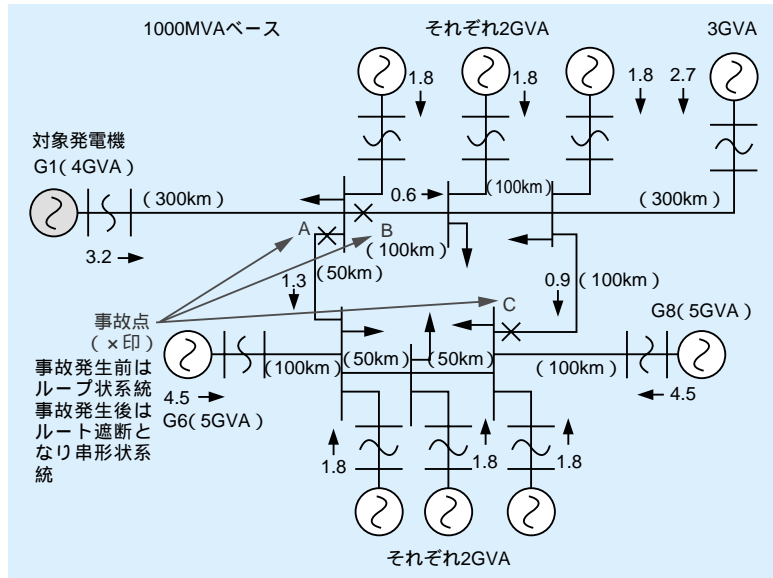 1000MVAベース
それぞれ2GVA
3GVA
1.8
1.8
1.8
2.7
対象発電機
G1(4GVA)
(300km)
0.6
(100km)
(300km)
3.2
A
B
(100km)
(50km)
1.3
0.9
(100km)
C
事故点
(×印)
G8(5GVA)
事故発生前は
ループ状系統
事故発生後は
ルート遮断と
なり串形状系
統
(100km)
(50km)
(50km)
(100km)
4.5
G6(5GVA)
4.5
1.8
1.8
1.8
それぞれ2GVA